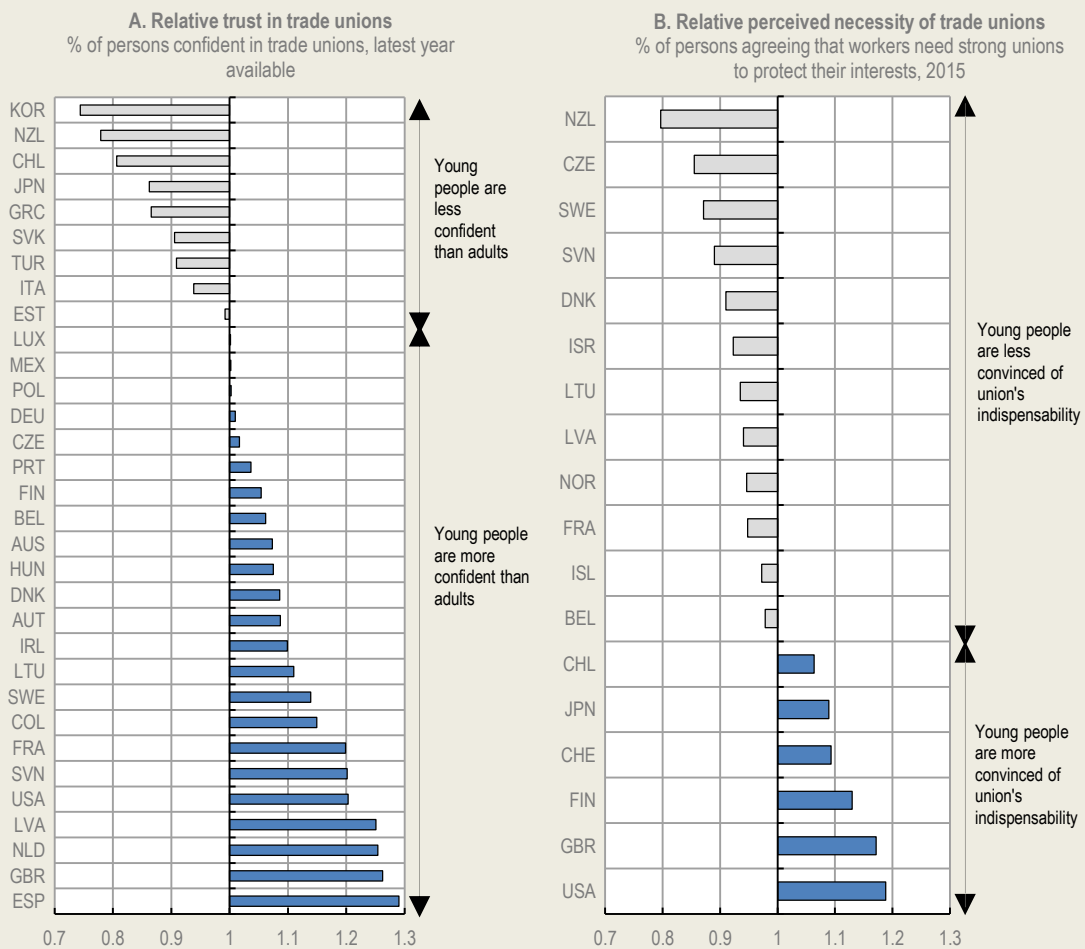 A. Relative trust in trade unions
% of persons confident in trade unions, latest year
available
KOR
NZL
CHL
JPN
GRC
SVK
TUR
ITA
EST
LUX
MEX
POL
DEU
CZE
PRT
FIN
BEL
AUS
HUN
DNK
AUT
IRL
LTU
SWE
COL
FRA
SVN
USA
LVA
NLD
GBR
ESP
0.7 0.8 0.9 1 1.1 1.2 1.3
Young
people are
less
confident
than adults
Young people
are more
confident than
adults
B. Relative perceived necessity of trade unions
% of persons agreeing that workers need strong unions
to protect their interests, 2015
NZL
CZE
SWE
SVN
DNK
ISR
LTU
LVA
NOR
FRA
ISL
BEL
CHL
JPN
CHE
FIN
GBR
USA
0.7 0.8 0.9 1 1.1 1.2 1.3
Young people
are less
convinced of
union's
indispensability
Young people
are more
convinced of
union's
indispensability